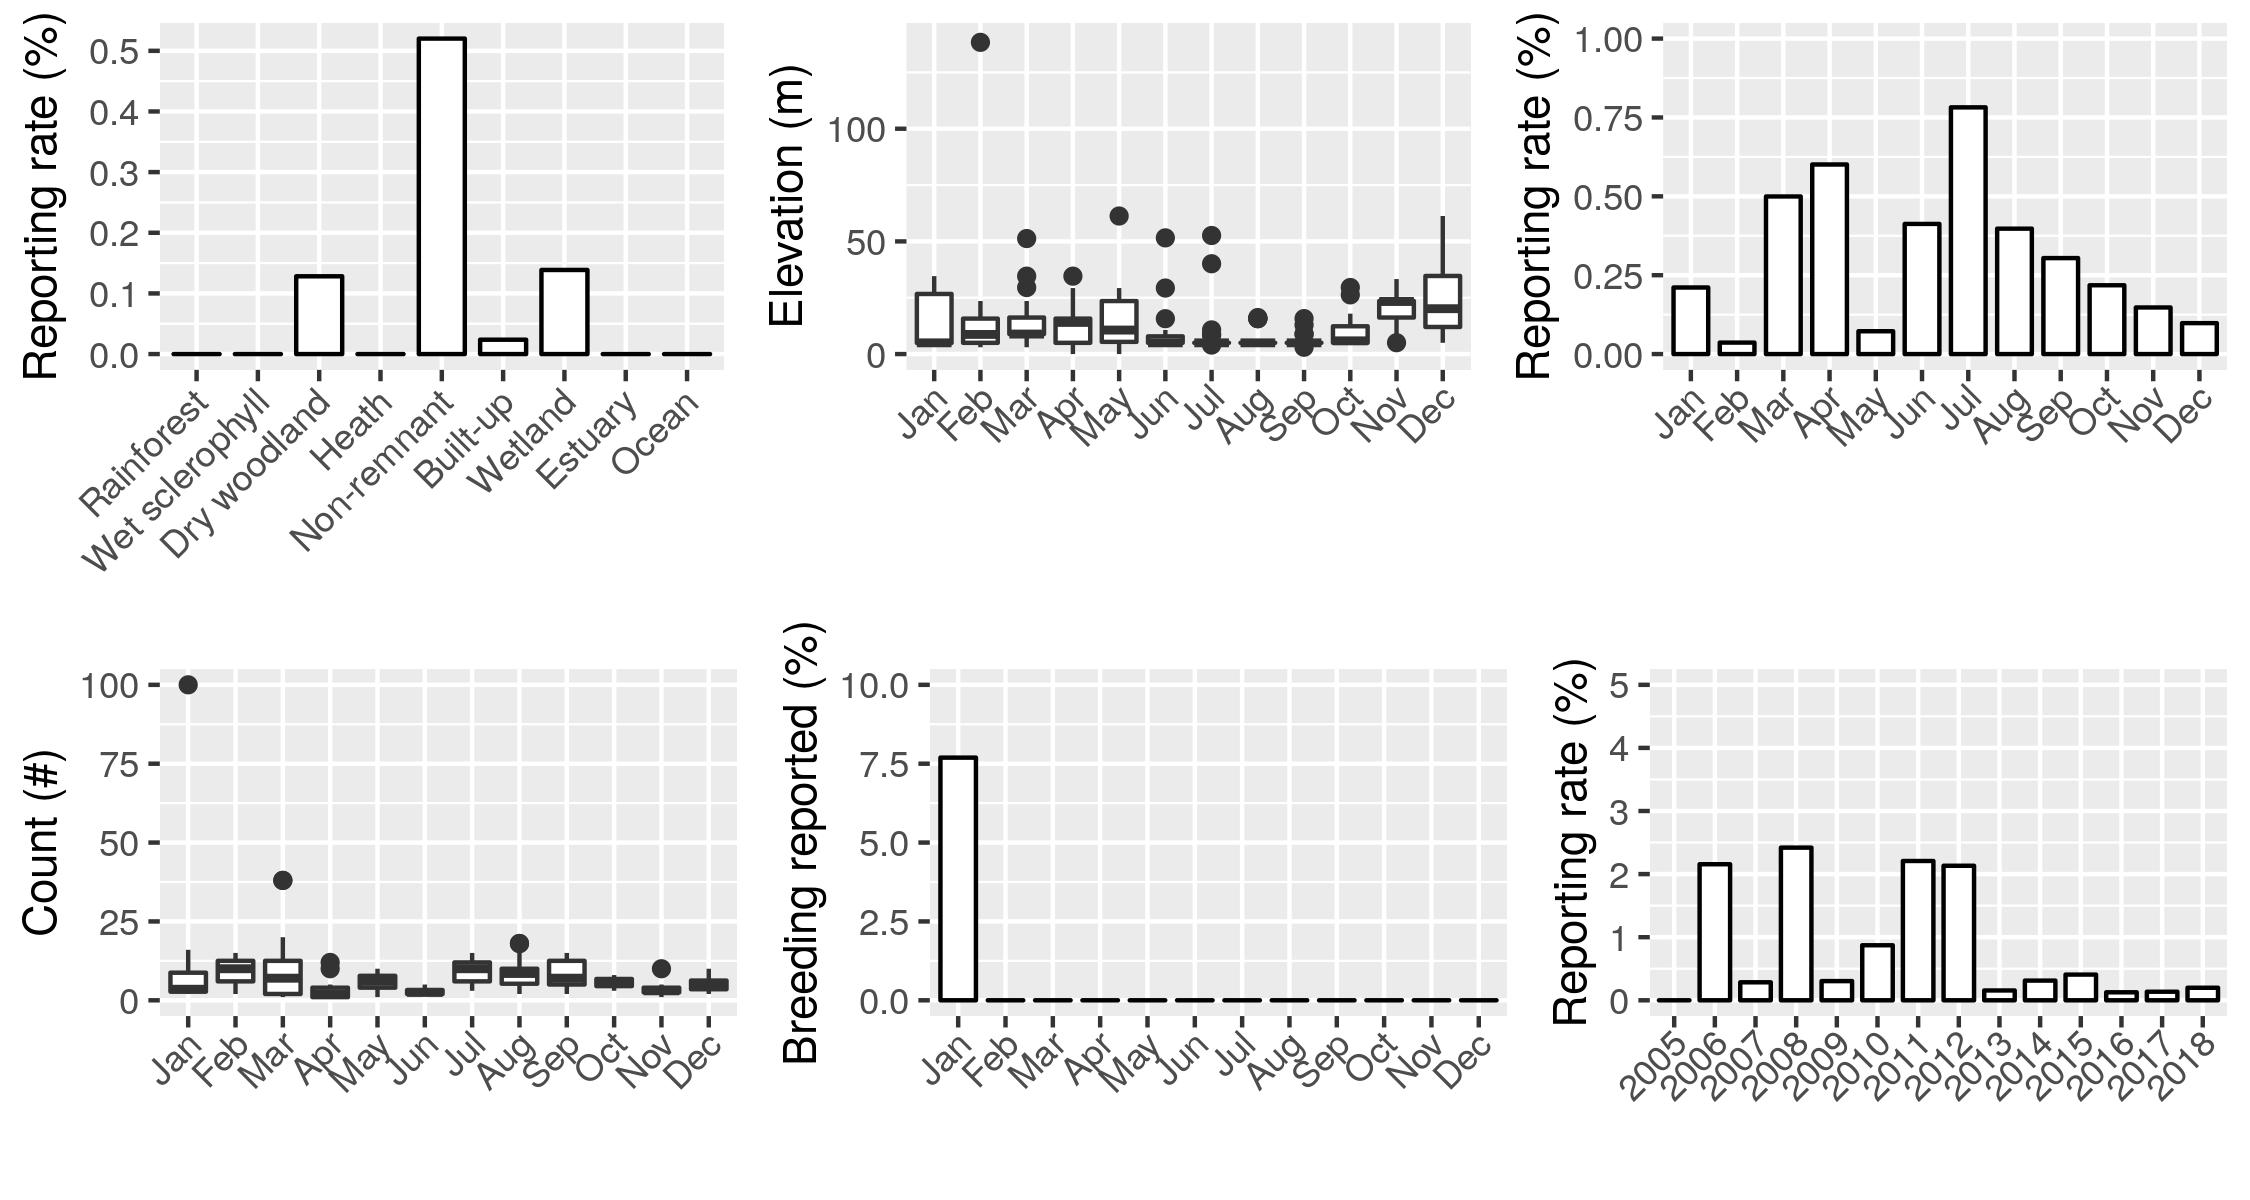 Reporting rate (%)
0.5
0.4
0.3
0.2
0.1
0.0
Rainforest
Wet sclerophyll
Dry woodland
Heath
Non-remnant
Built-up
Wetland
Estuary
Ocean
Elevation (m)
100
50
0
Jan
Feb
Mar
Apr
May
Jun
Jul
Aug
Sep
Oct
Nov
Dec
Reporting rate (%)
1.00
0.75
0.50
0.25
0.00
Jan
Feb
Mar
Apr
May
Jun
Jul
Aug
Sep
Oct
Nov
Dec
Count (#)
100
75
50
25
0
Jan
Feb
Mar
Apr
May
Jun
Jul
Aug
Sep
Oct
Nov
Dec
Breeding reported (%)
10.0
7.5
5.0
2.5
0.0
Jan
Feb
Mar
Apr
May
Jun
Jul
Aug
Sep
Oct
Nov
Dec
Reporting rate (%)
5
4
3
2
1
0
2005
2006
2007
2008
2009
2010
2011
2012
2013
2014
2015
2016
2017
2018